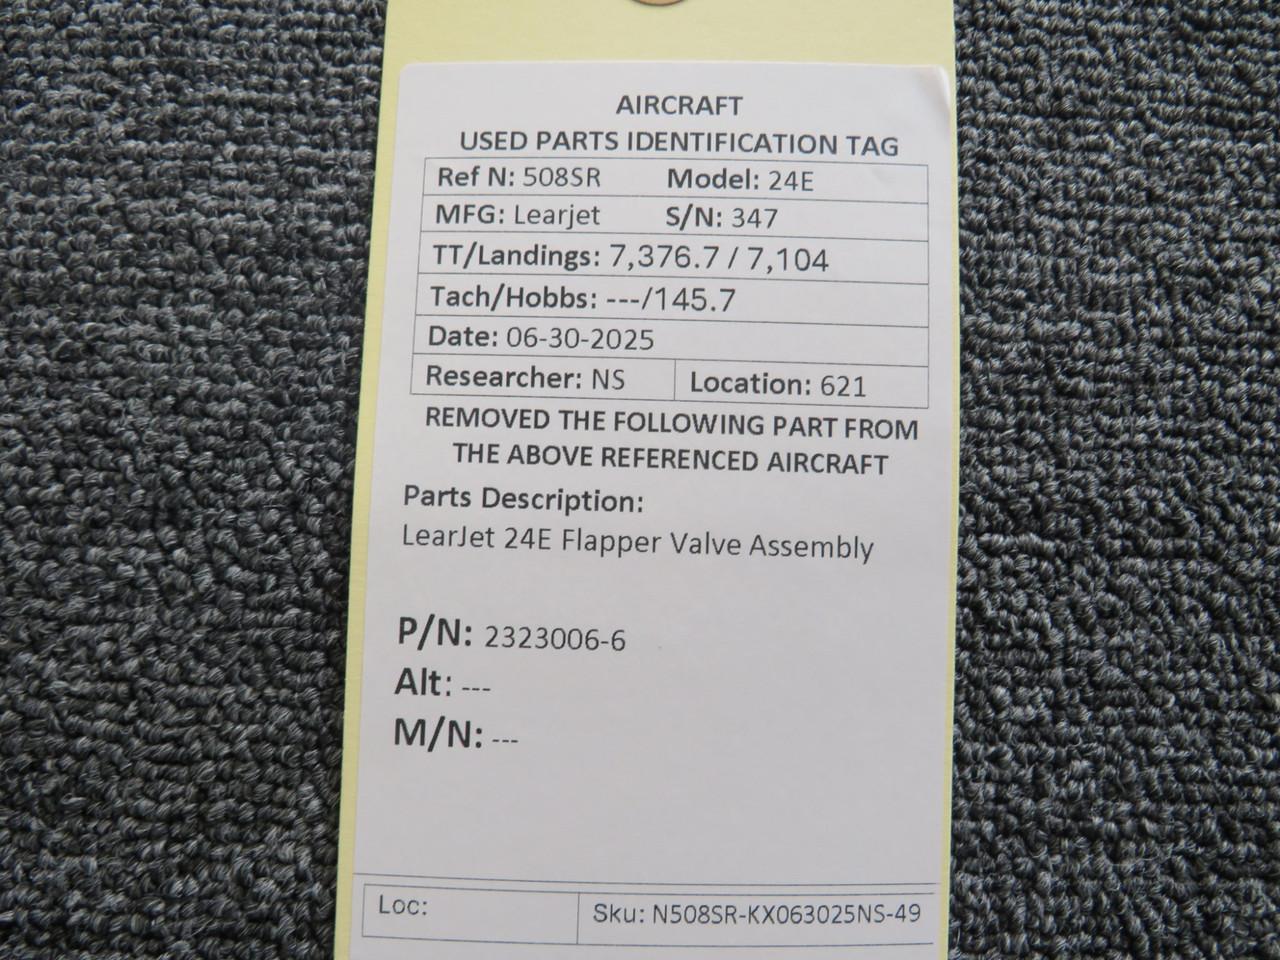 AIRCRAFT
USED PARTS IDENTIFICATION TAG
Ref N: 508SR Model: 24E
MFG: Learjet S/N: 347
TT/Landings: 7,376.7 / 7,104
Tach/Hobbs: ---/145.7
Date: 06-30-2025
Researcher: NS Location: 621
REMOVED THE FOLLOWING PART FROM
THE ABOVE REFERENCED AIRCRAFT
Parts Description:
LearJet 24E Flapper Valve Assembly
P/N: 2323006-6
Alt: ---
M/N: ---
Loc: Sku: N508SR-KX063025NS-49